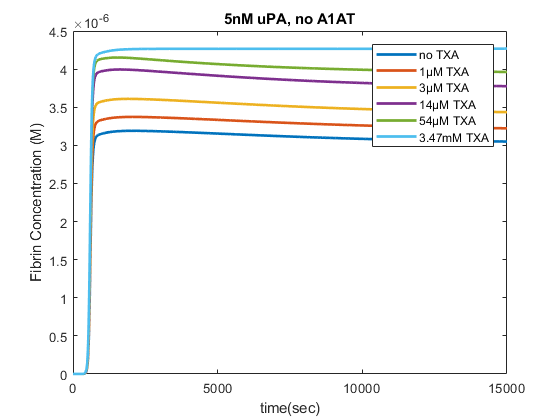 5nM uPA, no A1AT
×10⁻⁶
4.5
4
3.5
3
2.5
2
1.5
1
0.5
0
Fibrin Concentration (M)
no TXA
1μM TXA
3μM TXA
14μM TXA
54μM TXA
3.47mM TXA
0 5000 10000 15000
time(sec)